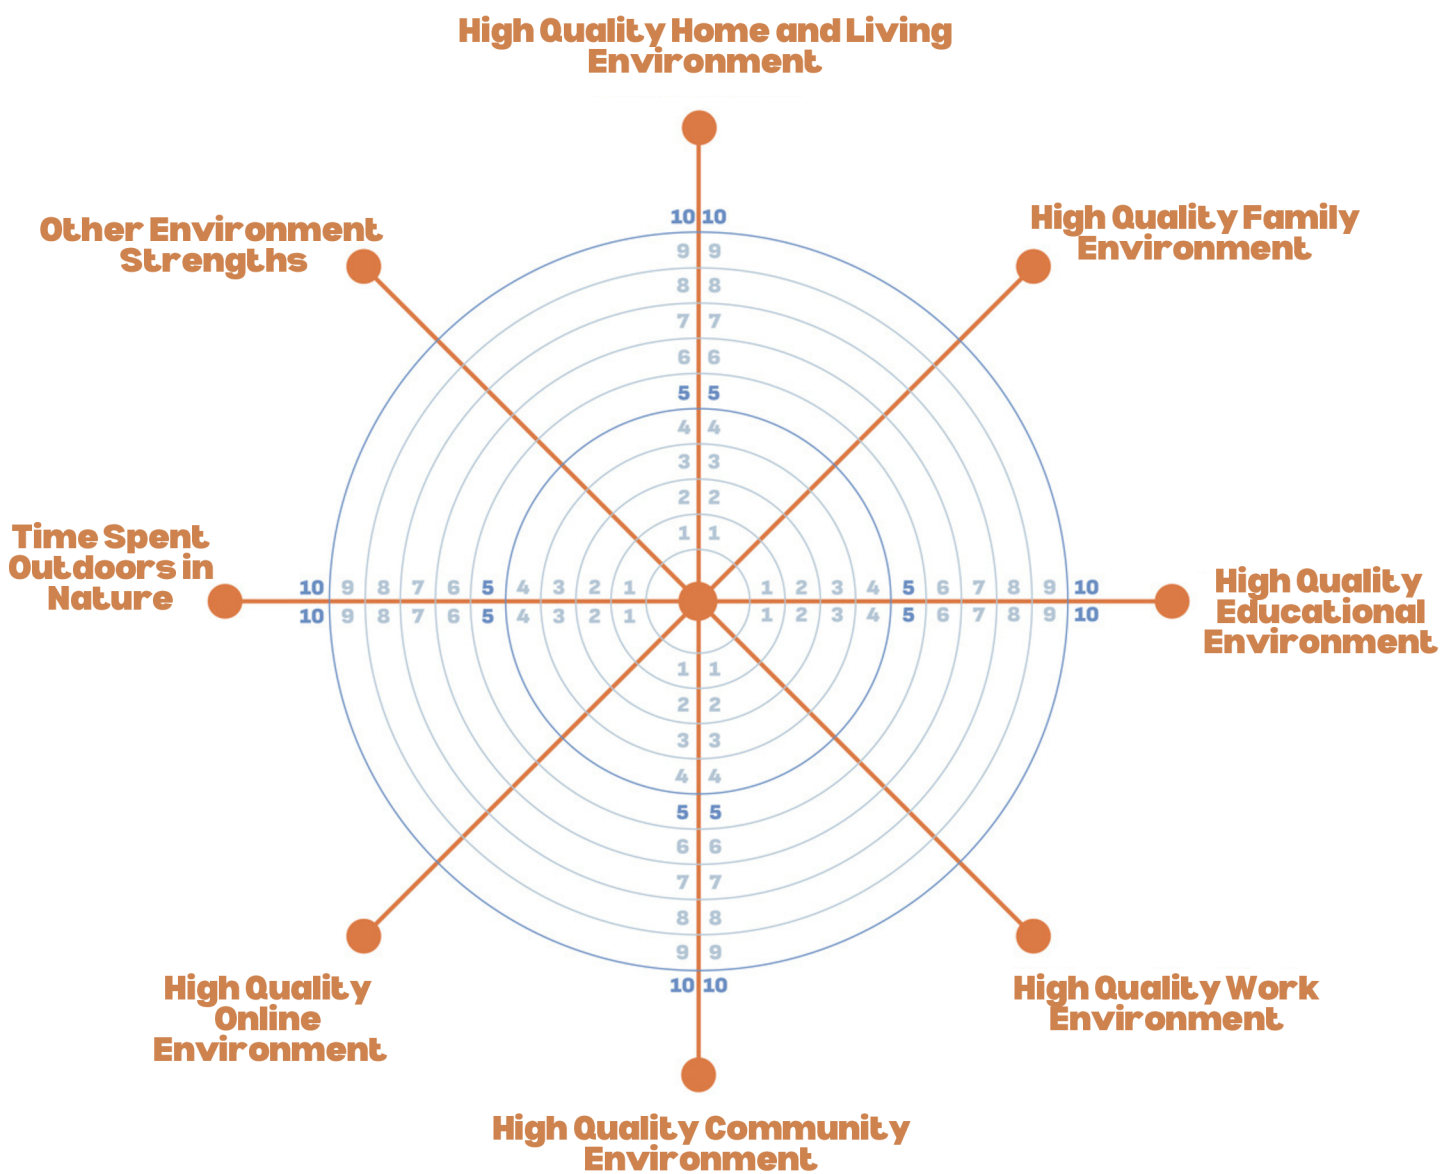 High Quality Home and Living
Environment
Other Environment
Strengths
High Quality Family
Environment
10 10
9 9
8 8
7 7
6 6
5 5
4 4
3 3
2 2
1 1
Time Spent
Outdoors in
Nature
10 9 8 7 6 5 4 3 2 1 1 2 3 4 5 6 7 8 9 10
10 9 8 7 6 5 4 3 2 1 1 2 3 4 5 6 7 8 9 10
High Quality
Educational
Environment
1 1
2 2
3 3
4 4
5 5
6 6
7 7
8 8
9 9
10 10
High Quality
Online
Environment
High Quality Work
Environment
High Quality Community
Environment